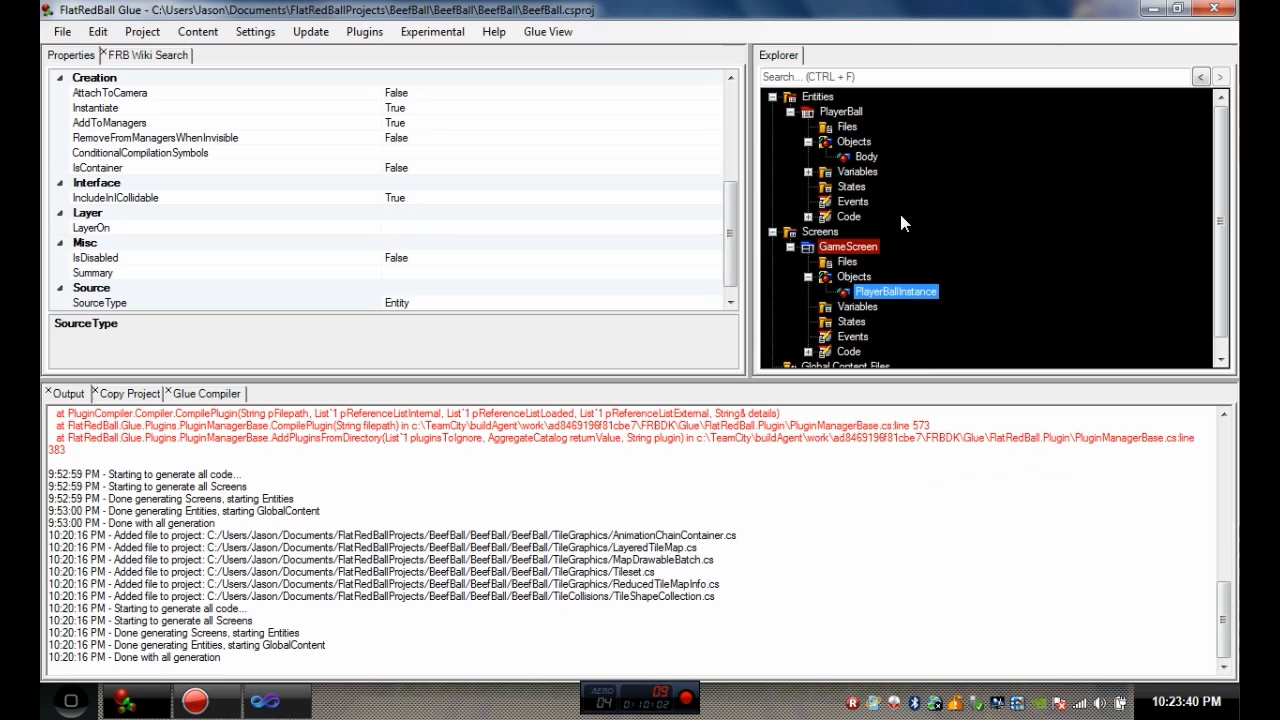 FlatRedBall Glue - C:\Users\Jason\Documents\FlatRedBallProjects\BeefBall\BeefBall\BeefBall\BeefBall.csproj
File Edit Project Content Settings Update Plugins Experimental Help Glue View
Properties FRB Wiki Search
Creation
AttachToCamera False
Instantiate True
AddToManagers True
RemoveFromManagersWhenInvisible False
ConditionalCompilationSymbols
IsContainer False
Interface
IncludeInICollidable True
Layer
LayerOn
Misc
IsDisabled False
Summary
Source
SourceType Entity
SourceType
Explorer
Search... (CTRL + F) < >
Entities
PlayerBall
Files
Objects
Body
Variables
States
Events
Code
Screens
GameScreen
Files
Objects
PlayerBallInstance
Variables
States
Events
Code
Global Content Files
Output Copy Project Glue Compiler
at PluginCompiler.Compiler.CompilePlugin(String pFilepath, List`1 pReferenceListInternal, List`1 pReferenceListLoaded, List`1 pReferenceListExternal, String& details)
at FlatRedBall.Glue.Plugins.PluginManagerBase.CompilePlugin(String filepath) in c:\TeamCity\buildAgent\work\ad8469196f81cbe7\FRBDK\Glue\FlatRedBall.Plugin\PluginManagerBase.cs:line 573
at FlatRedBall.Glue.Plugins.PluginManagerBase.AddPluginsFromDirectory(List`1 pluginsToIgnore, AggregateCatalog returnValue, String plugin) in c:\TeamCity\buildAgent\work\ad8469196f81cbe7\FRBDK\Glue\FlatRedBall.Plugin\PluginManagerBase.cs:line
383
9:52:59 PM - Starting to generate all code...
9:52:59 PM - Starting to generate all Screens
9:52:59 PM - Done generating Screens, starting Entities
9:53:00 PM - Done generating Entities, starting GlobalContent
9:53:00 PM - Done with all generation
10:20:16 PM - Added file to project: C:/Users/Jason/Documents/FlatRedBallProjects/BeefBall/BeefBall/BeefBall/TileGraphics/AnimationChainContainer.cs
10:20:16 PM - Added file to project: C:/Users/Jason/Documents/FlatRedBallProjects/BeefBall/BeefBall/BeefBall/TileGraphics/LayeredTileMap.cs
10:20:16 PM - Added file to project: C:/Users/Jason/Documents/FlatRedBallProjects/BeefBall/BeefBall/BeefBall/TileGraphics/MapDrawableBatch.cs
10:20:16 PM - Added file to project: C:/Users/Jason/Documents/FlatRedBallProjects/BeefBall/BeefBall/BeefBall/TileGraphics/Tileset.cs
10:20:16 PM - Added file to project: C:/Users/Jason/Documents/FlatRedBallProjects/BeefBall/BeefBall/BeefBall/TileGraphics/ReducedTileMapInfo.cs
10:20:16 PM - Added file to project: C:/Users/Jason/Documents/FlatRedBallProjects/BeefBall/BeefBall/BeefBall/TileCollisions/TileShapeCollection.cs
10:20:16 PM - Starting to generate all code...
10:20:16 PM - Starting to generate all Screens
10:20:16 PM - Done generating Screens, starting Entities
10:20:16 PM - Done generating Entities, starting GlobalContent
10:20:16 PM - Done with all generation
AERO 09
04 0:10:02
10:23:40 PM